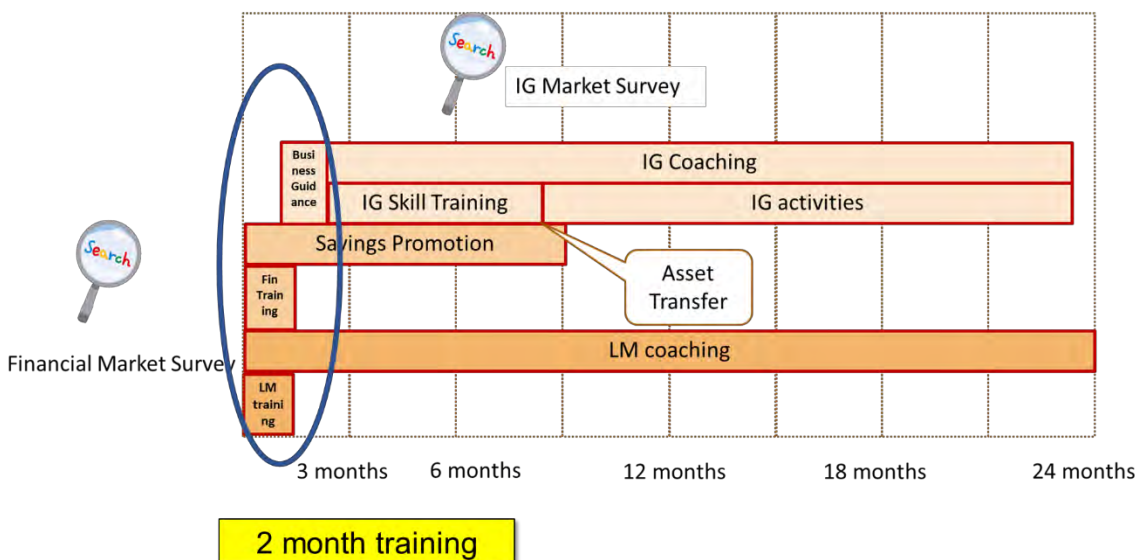 Search
IG Market Survey
Busi
ness
Guid
ance
IG Coaching
IG Skill Training
IG activities
Savings Promotion
Search
Fin
Train
ing
Asset
Transfer
Financial Market Survey
LM coaching
LM
traini
ng
3 months
6 months
12 months
18 months
24 months
2 month training